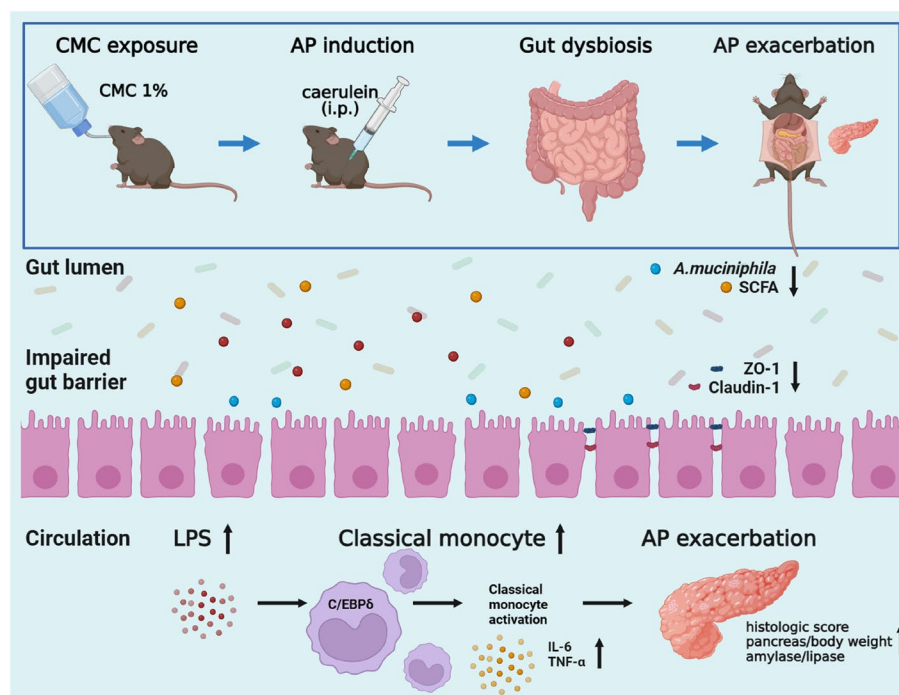 CMC exposure
AP induction
Gut dysbiosis
AP exacerbation
CMC 1%
caerulein
(i.p.)
Gut lumen
A.muciniphila
SCFA
Impaired
gut barrier
ZO-1
Claudin-1
Circulation
LPS
Classical monocyte
AP exacerbation
C/EBPδ
Classical
monocyte
activation
IL-6
TNF-α
histologic score
pancreas/body weight
amylase/lipase